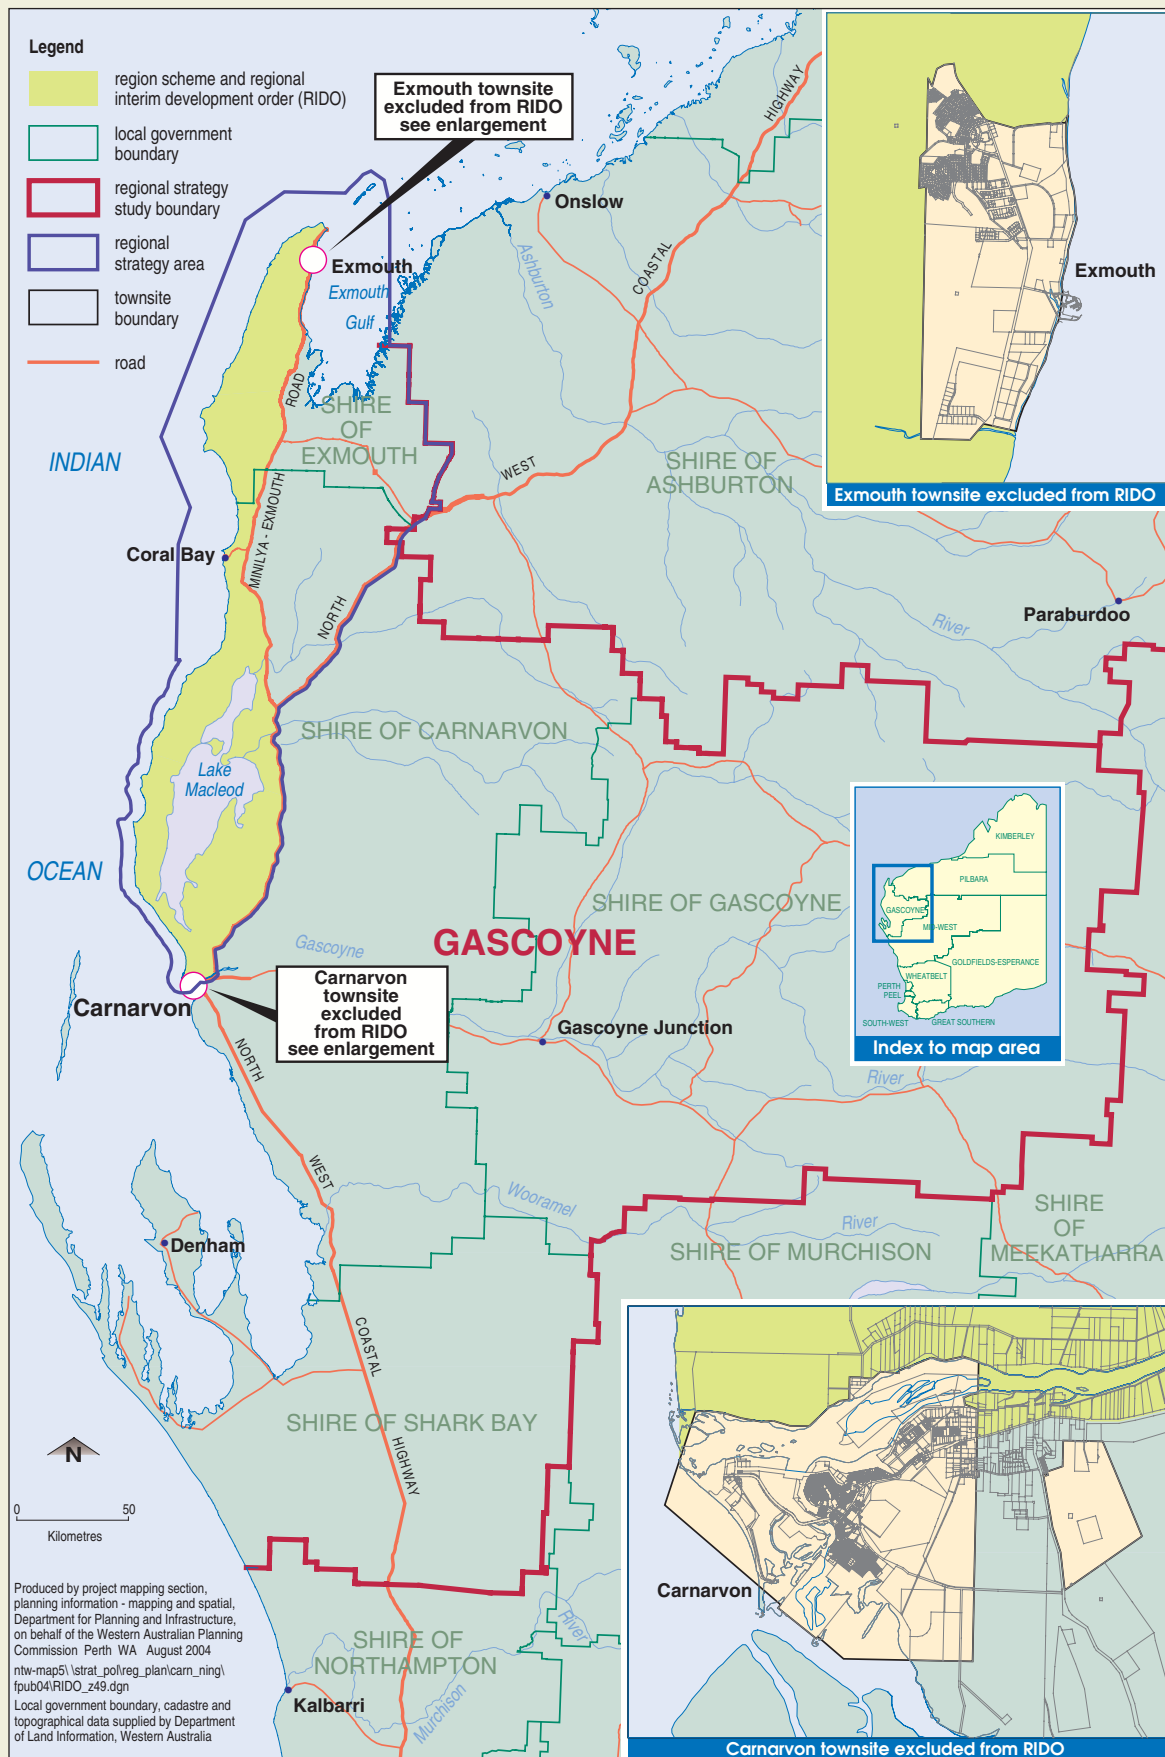 Legend
region scheme and regional
interim development order (RIDO)
local government
boundary
regional strategy
study boundary
regional
strategy area
townsite
boundary
road
Exmouth townsite
excluded from RIDO
see enlargement
HIGHWAY
Onslow
COASTAL
Ashburton
Exmouth
Exmouth
Gulf
ROAD
SHIRE
OF
EXMOUTH
Exmouth
Exmouth townsite excluded from RIDO
INDIAN
WEST
SHIRE OF
ASHBURTON
MINILYA - EXMOUTH
Coral Bay
NORTH
River
Paraburdoo
SHIRE OF CARNARVON
Lake
Macleod
OCEAN
SHIRE OF GASCOYNE
GASCOYNE
Gascoyne
KIMBERLEY
PILBARA
GASCOYNE
MID-WEST
GOLDFIELDS-ESPERANCE
WHEATBELT
PERTH
PEEL
SOUTH-WEST
GREAT SOUTHERN
Index to map area
Carnarvon
Carnarvon
townsite
excluded
from RIDO
see enlargement
Gascoyne Junction
River
NORTH
WEST
Wooramel
River
SHIRE OF MURCHISON
SHIRE
OF
MEEKATHARRA
Denham
COASTAL
SHIRE OF SHARK BAY
HIGHWAY
N
0 50
Kilometres
Carnarvon
Carnarvon townsite excluded from RIDO
Produced by project mapping section,
planning information - mapping and spatial,
Department for Planning and Infrastructure,
on behalf of the Western Australian Planning
Commission Perth WA August 2004
ntw-map5\ \strat_pol\reg_plan\carn_ning\
fpub04\RIDO_z49.dgn
Local government boundary, cadastre and
topographical data supplied by Department
of Land Information, Western Australia
SHIRE OF
NORTHAMPTON
River
Kalbarri
Murchison